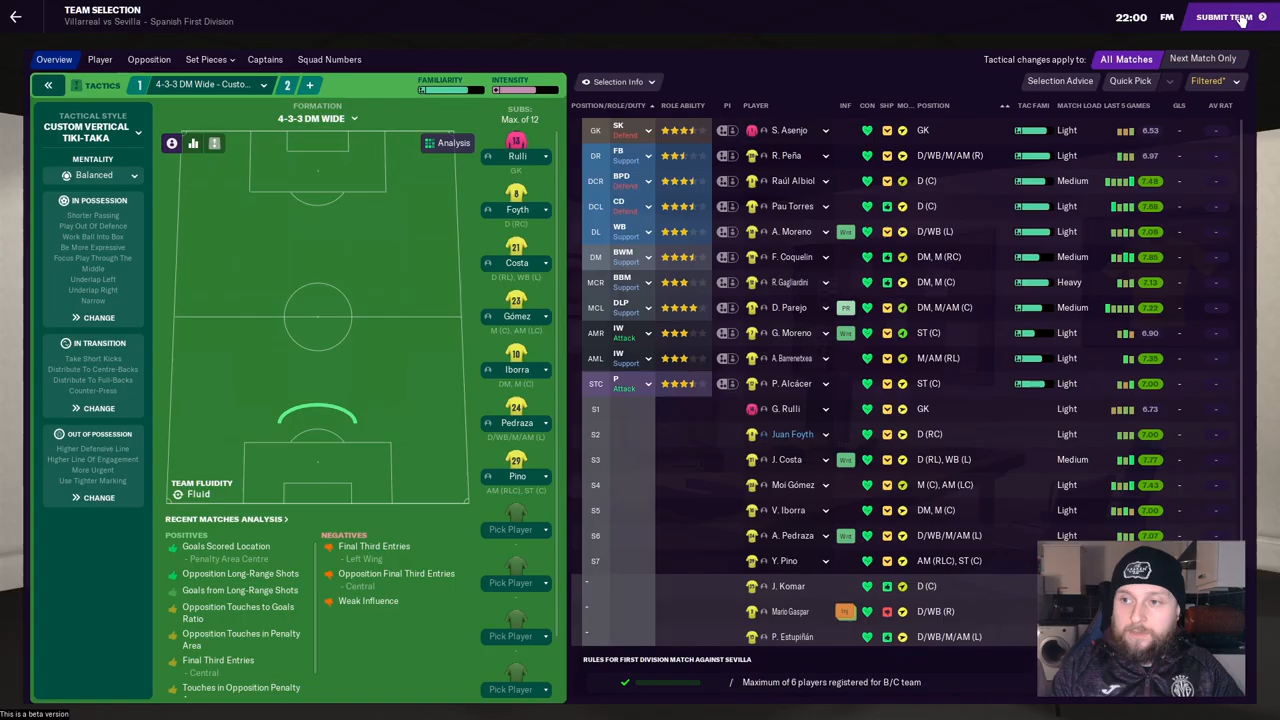 TEAM SELECTION
Villarreal vs Sevilla - Spanish First Division
22:00 FM SUBMIT TEAM
Overview Player Opposition Set Pieces Captains Squad Numbers
Tactical changes apply to: All Matches Next Match Only
TACTICS 1 4-3-3 DM Wide - Custo... 2 +
FAMILIARITY INTENSITY
Selection Info
Selection Advice Quick Pick Filtered*
TACTICAL STYLE
CUSTOM VERTICAL
TIKI-TAKA
MENTALITY
Balanced
IN POSSESSION
Shorter Passing
Play Out Of Defence
Work Ball Into Box
Be More Expressive
Focus Play Through The
Middle
Underlap Left
Underlap Right
Narrow
CHANGE
IN TRANSITION
Take Short Kicks
Distribute To Centre-Backs
Distribute To Full-Backs
Counter-Press
CHANGE
OUT OF POSSESSION
Higher Defensive Line
Higher Line Of Engagement
More Urgent
Use Tighter Marking
CHANGE
FORMATION
4-3-3 DM WIDE
Analysis
TEAM FLUIDITY
Fluid
RECENT MATCHES ANALYSIS
POSITIVES
Goals Scored Location
- Penalty Area Centre
Opposition Long-Range Shots
Goals from Long-Range Shots
Opposition Touches to Goals
Ratio
Opposition Touches in Penalty
Area
Final Third Entries
- Central
Touches in Opposition Penalty
NEGATIVES
Final Third Entries
- Left Wing
Opposition Final Third Entries
- Central
Weak Influence
SUBS:
Max. of 12
13
Rulli
GK
8
Foyth
D (RC)
21
Costa
D (RL), WB (L)
23
Gómez
M (C), AM (LC)
10
Iborra
DM, M (C)
24
Pedraza
D/WB/M/AM (L)
29
Pino
AM (RLC), ST (C)
Pick Player
Pick Player
Pick Player
Pick Player
POSITION/ROLE/DUTY ROLE ABILITY PI PLAYER INF CON SHP MO... POSITION TAC FAMI MATCH LOAD LAST 5 GAMES GLS AV RAT
GK SK Defend S. Asenjo GK Light 6.53 - -
DR FB Support R. Peña D/WB/M/AM (R) Light 6.97 - -
DCR BPD Defend Raúl Albiol D (C) Medium 7.48 - -
DCL CD Defend Pau Torres D (C) Light 7.58 - -
DL WB Support A. Moreno Wnt D/WB (L) Light 7.08 - -
DM BWM Support F. Coquelin DM, M (RC) Medium 7.85 - -
MCR BBM Support R. Gagliardini DM, M (C) Heavy 7.13 - -
MCL DLP Support D. Parejo PR DM, M/AM (C) Medium 7.22 - -
AMR IW Attack G. Moreno Wnt ST (C) Light 6.90 - -
AML IW Support A. Barrenetxea M/AM (RL) Light 7.35 - -
STC P Attack P. Alcácer ST (C) Light 7.00 - -
S1 G. Rulli GK Light 6.73 - -
S2 Juan Foyth D (RC) Light 7.00 - -
S3 J. Costa Wnt D (RL), WB (L) Medium 7.77 - -
S4 Moi Gómez M (C), AM (LC) Light 7.43 - -
S5 V. Iborra DM, M (C) Light 7.00 - -
S6 A. Pedraza Wnt D/WB/M/AM (L) Light 7.07 - -
S7 Y. Pino AM (RLC), ST (C)
- J. Komar D (C)
- Mario Gaspar Inj D/WB (R)
- P. Estupiñán D/WB/M/AM (L)
RULES FOR FIRST DIVISION MATCH AGAINST SEVILLA
/ Maximum of 6 players registered for B/C team
This is a beta version